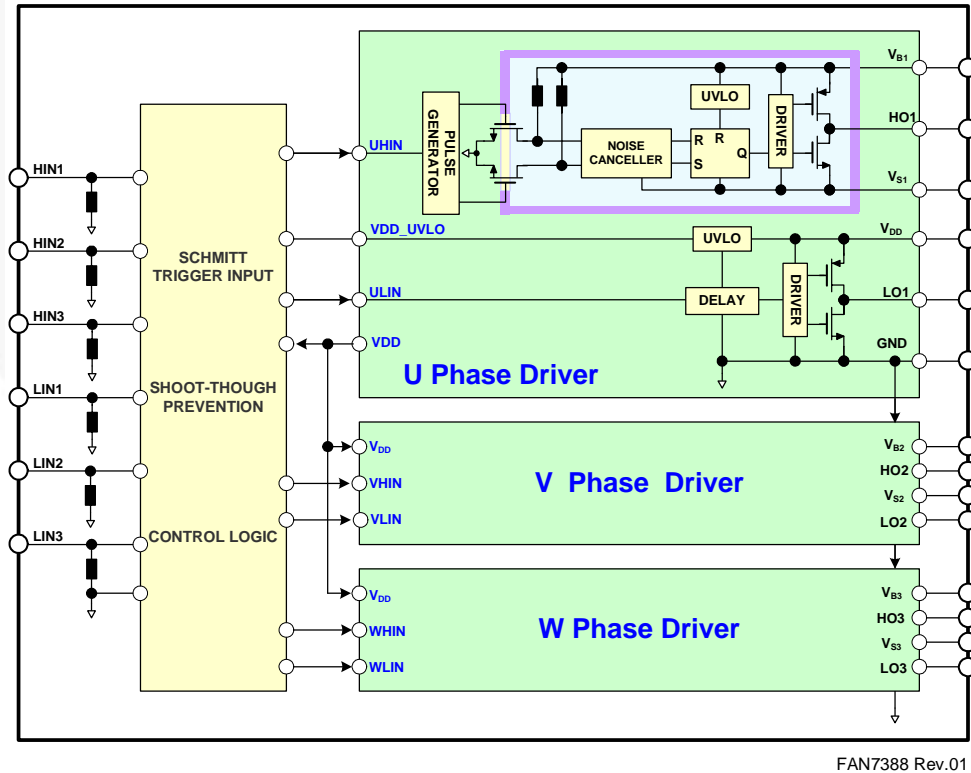 HIN1
HIN2
HIN3
LIN1
LIN2
LIN3
SCHMITT
TRIGGER INPUT
SHOOT-THOUGH
PREVENTION
CONTROL LOGIC
UHIN
VDD_UVLO
ULIN
VDD
PULSE
GENERATOR
NOISE
CANCELLER
UVLO
R
R
S
Q
DRIVER
VB1
HO1
VS1
UVLO
DELAY
DRIVER
VDD
LO1
GND
U Phase Driver
VDD
VHIN
VLIN
V Phase Driver
VB2
HO2
VS2
LO2
VDD
WHIN
WLIN
W Phase Driver
VB3
HO3
VS3
LO3
FAN7388 Rev.01